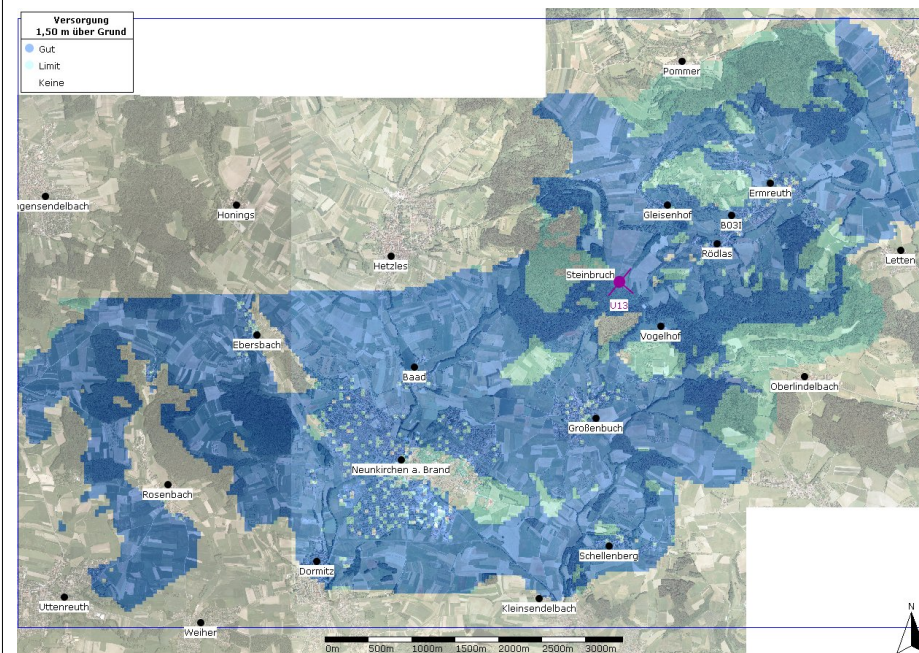 Versorgung
1,50 m über Grund
Gut
Limit
Keine
Pommer
ngensendelbach
Honings
Ermreuth
Gleisenhof
B03I
Rödlas
Letten
Hetzles
Steinbruch
U13
Ebersbach
Vogelhof
Baad
Oberlindelbach
Großenbuch
Neunkirchen a. Brand
Rosenbach
Schellenberg
Dormitz
Uttenreuth
Kleinsendelbach
Weiher
N
0m 500m 1000m 1500m 2000m 2500m 3000m